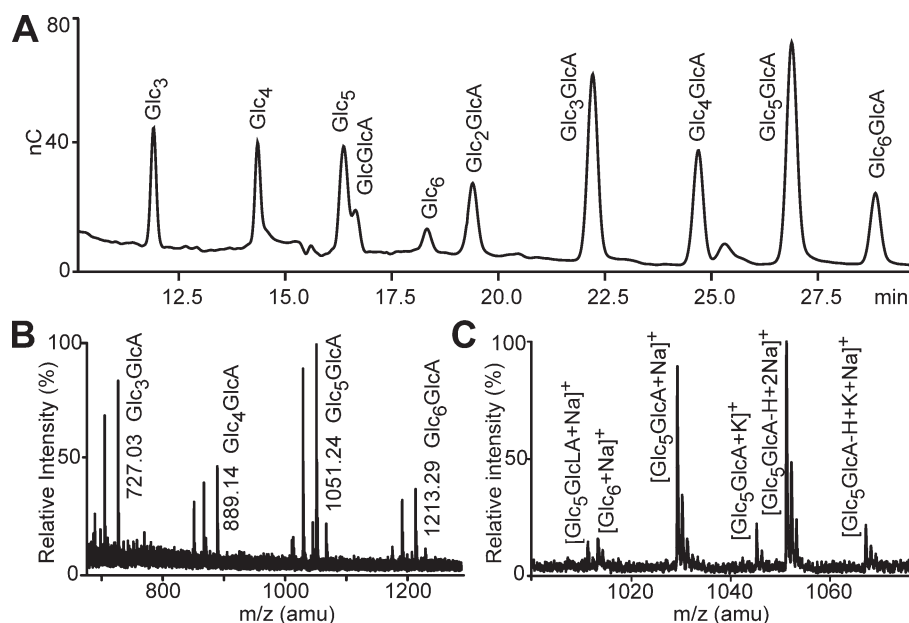 A
80
40
0
nC
Glc3
Glc4
Glc5
GlcGlcA
Glc6
Glc2GlcA
Glc3GlcA
Glc4GlcA
Glc5GlcA
Glc6GlcA
12.5 15.0 17.5 20.0 22.5 25.0 27.5 min
B
100
50
0
Relative Intensity (%)
727.03 Glc3GlcA
889.14 Glc4GlcA
1051.24 Glc5GlcA
1213.29 Glc6GlcA
800 1000 1200
m/z (amu)
C
100
50
0
Relative intensity (%)
[Glc5GlcLA+Na]+
[Glc6+Na]+
[Glc5GlcA+Na]+
[Glc5GlcA+K]+
[Glc5GlcA-H+2Na]+
[Glc5GlcA-H+K+Na]+
1020 1040 1060
m/z (amu)